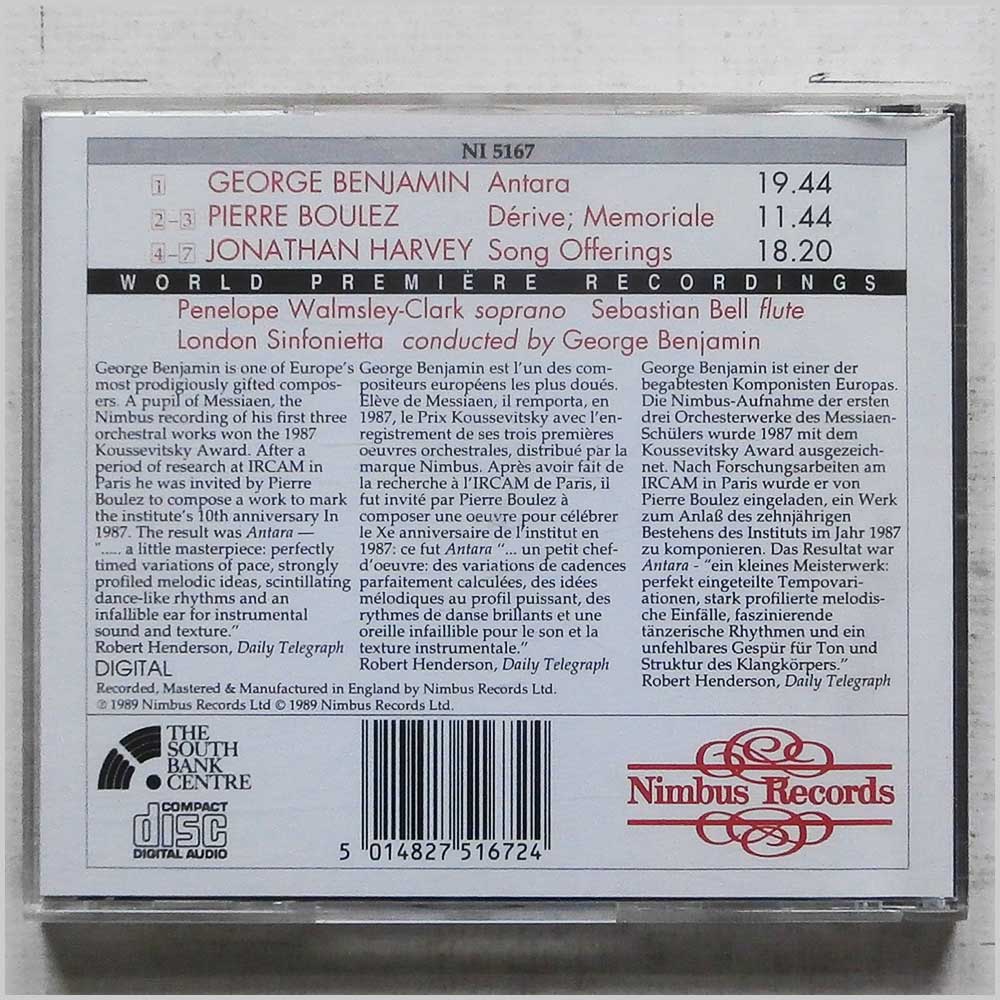 NI 5167
1 GEORGE BENJAMIN Antara 19.44
2–3 PIERRE BOULEZ Dérive; Memoriale 11.44
4–7 JONATHAN HARVEY Song Offerings 18.20
WORLD PREMIÈRE RECORDINGS
Penelope Walmsley-Clark soprano Sebastian Bell flute
London Sinfonietta conducted by George Benjamin
George Benjamin is one of Europe's
most prodigiously gifted compos-
ers. A pupil of Messiaen, the
Nimbus recording of his first three
orchestral works won the 1987
Koussevitsky Award. After a
period of research at IRCAM in
Paris he was invited by Pierre
Boulez to compose a work to mark
the institute's 10th anniversary In
1987. The result was Antara —
"..... a little masterpiece: perfectly
timed variations of pace, strongly
profiled melodic ideas, scintillating
dance-like rhythms and an
infallible ear for instrumental
sound and texture."
Robert Henderson, Daily Telegraph
George Benjamin est l'un des com-
positeurs européens les plus doués.
Elève de Messiaen, il remporta, en
1987, le Prix Koussevitsky avec l'en-
registrement de ses trois premières
oeuvres orchestrales, distribué par la
marque Nimbus. Après avoir fait de
la recherche à l'IRCAM de Paris, il
fut invité par Pierre Boulez à
composer une oeuvre pour célébrer
le Xe anniversaire de l'institut en
1987: ce fut Antara "... un petit chef-
d'oeuvre: des variations de cadences
parfaitement calculées, des idées
mélodiques au profil puissant, des
rythmes de danse brillants et une
oreille infaillible pour le son et la
texture instrumentale."
Robert Henderson, Daily Telegraph
George Benjamin ist einer der
begabtesten Komponisten Europas.
Die Nimbus-Aufnahme der ersten
drei Orchesterwerke des Messiaen-
Schülers wurde 1987 mit dem
Koussevitsky Award ausgezeich-
net. Nach Forschungsarbeiten am
IRCAM in Paris wurde er von
Pierre Boulez eingeladen, ein Werk
zum Anlaß des zehnjährigen
Bestehens des Instituts im Jahr 1987
zu komponieren. Das Resultat war
Antara - "ein kleines Meisterwerk:
perfekt eingeteilte Tempovari-
ationen, stark profilierte melodis-
che Einfälle, faszinierende
tänzerische Rhythmen und ein
unfehlbares Gespür für Ton und
Struktur des Klangkörpers."
Robert Henderson, Daily Telegraph
DIGITAL
Recorded, Mastered & Manufactured in England by Nimbus Records Ltd.
℗ 1989 Nimbus Records Ltd © 1989 Nimbus Records Ltd.
THE
SOUTH
BANK
CENTRE
COMPACT
disc
DIGITAL AUDIO
5 014827 516724
Nimbus Records